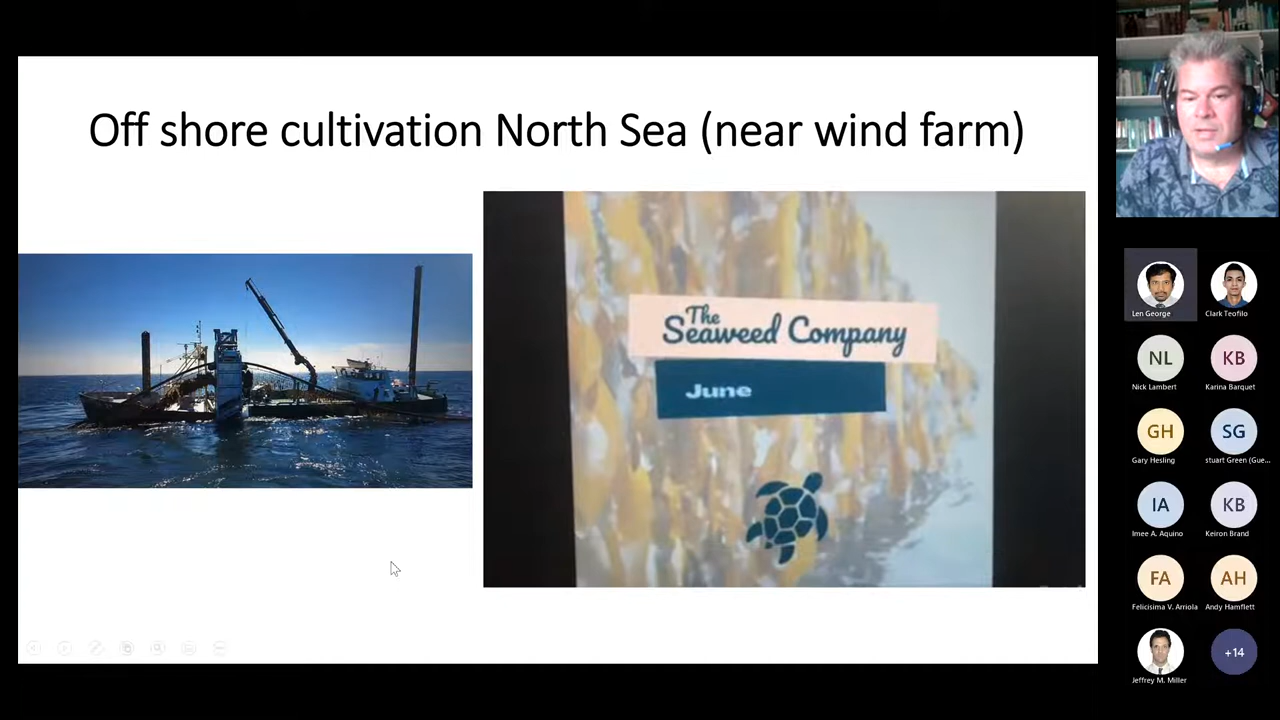 Off shore cultivation North Sea (near wind farm)
The
Seaweed Company
June
Len George
Clark Teofilo
NL
KB
Nick Lambert
Karina Barquet
GH
SG
Gary Hesling
stuart Green (Gue...
IA
KB
Imee A. Aquino
Keiron Brand
FA
AH
Felicisima V. Arriola
Andy Hamflett
+14
Jeffrey M. Miller